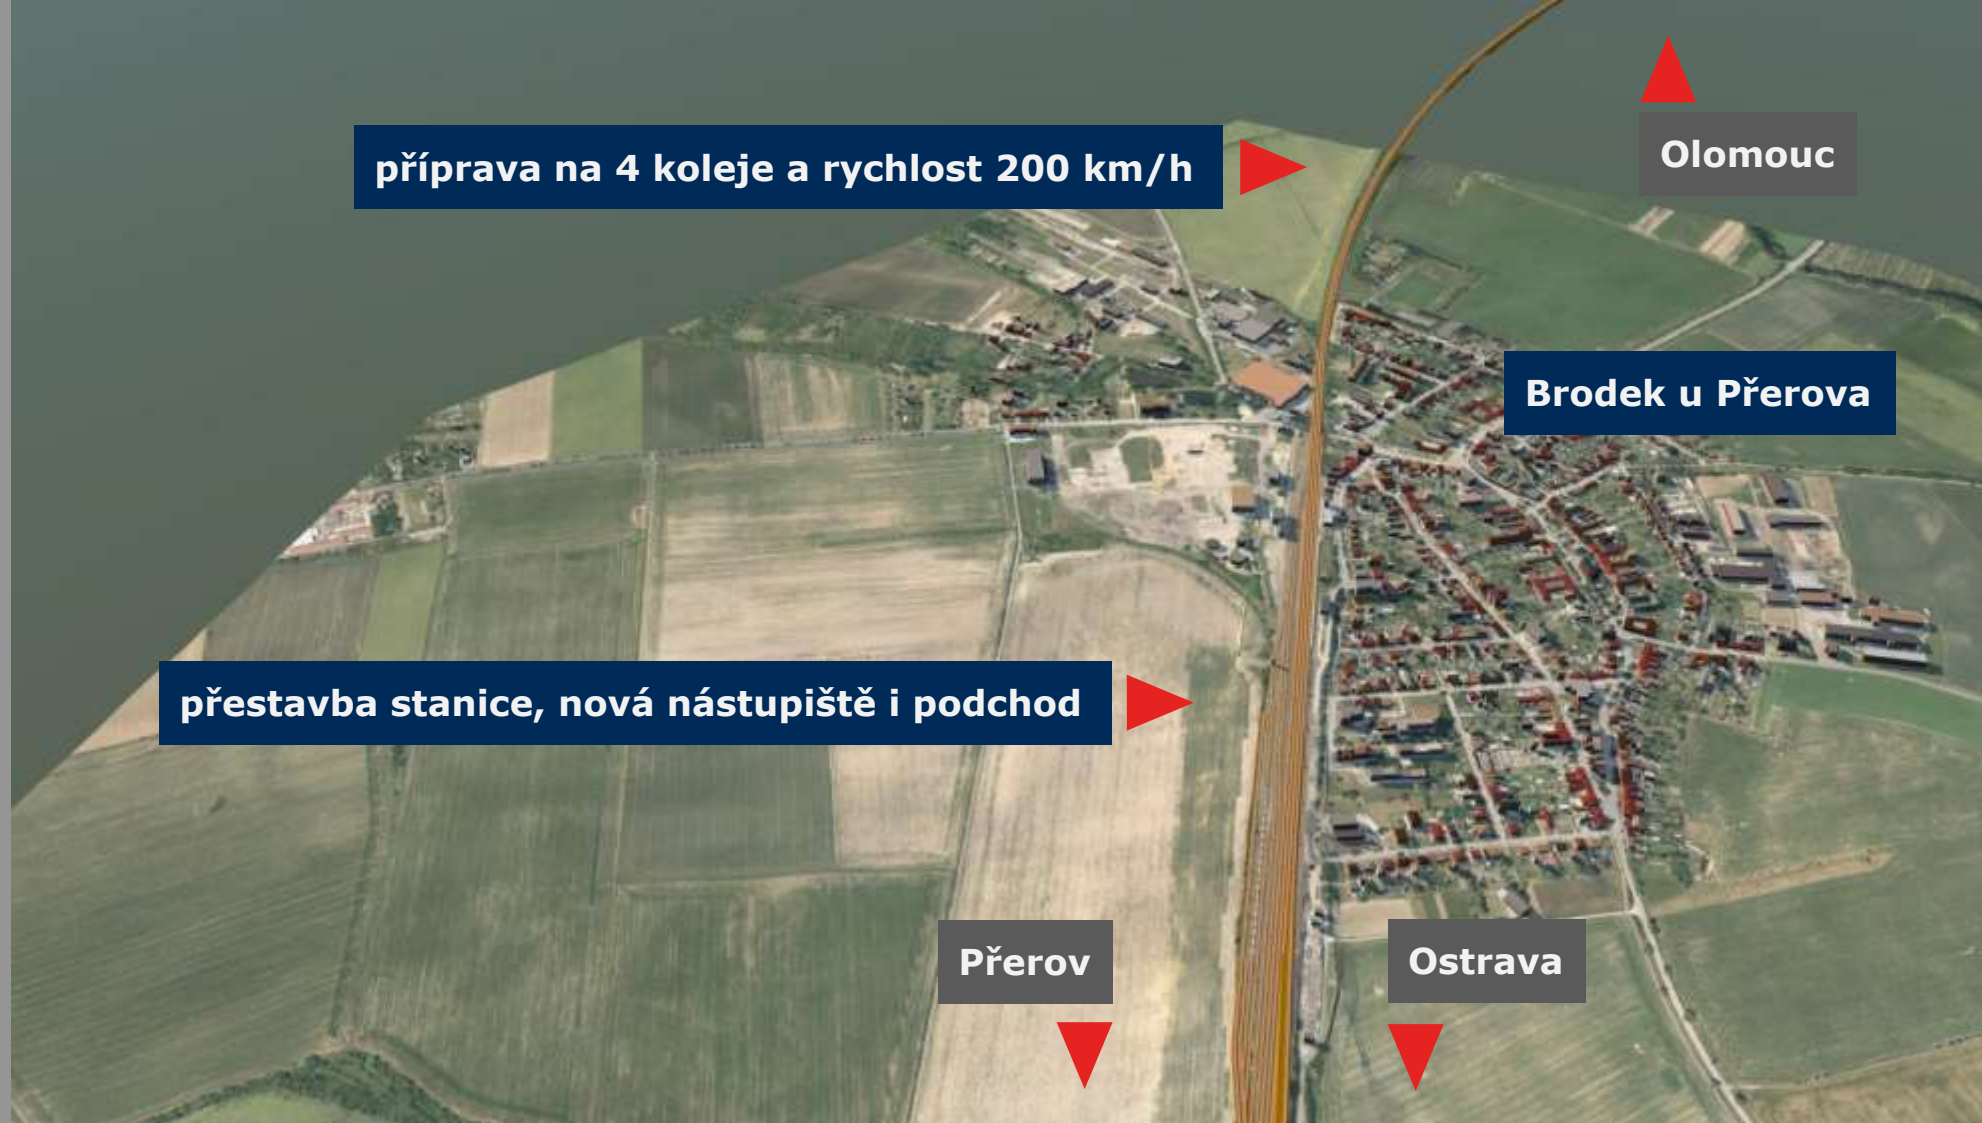 příprava na 4 koleje a rychlost 200 km/h
Olomouc
Brodek u Přerova
přestavba stanice, nová nástupiště i podchod
Přerov
Ostrava